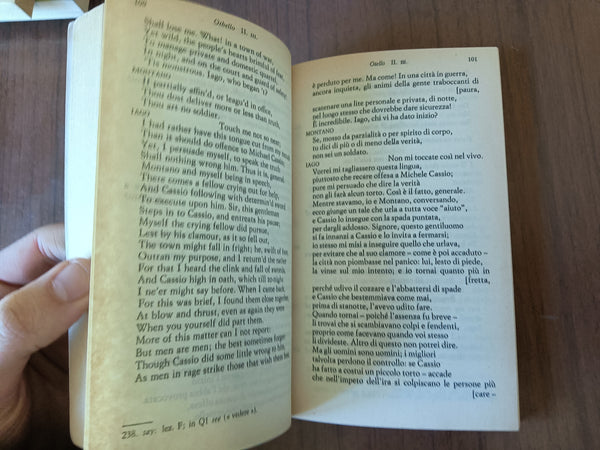 100
Othello II. III.
Shall lose me. What! in a town of war,
Yet wild, the people's hearts brimful of fear,
To manage private and domestic quarrel,
In night, and on the court and guard of safety!
'Tis monstrous. Iago, who began 't?
MONTANO
If partially affin'd, or leagu'd in office,
Thou dost deliver more or less than truth,
Thou art no soldier.
IAGO
Touch me not so near;
I had rather have this tongue cut from my mouth
Than it should do offence to Michael Cassio;
Yet, I persuade myself, to speak the truth
Shall nothing wrong him. Thus it is, general.
Montano and myself being in speech,
There comes a fellow crying out for help,
And Cassio following with determin'd sword
To execute upon him. Sir, this gentleman
Steps in to Cassio, and entreats his pause;
Myself the crying fellow did pursue,
Lest by his clamour, as it so fell out,
The town might fall in fright; he, swift of foot,
Outran my purpose, and I return'd the rather
For that I heard the clink and fall of swords,
And Cassio high in oath, which till tonight
I ne'er might say before. When I came back,
For this was brief, I found them close together,
At blow and thrust, even as again they were
When you yourself did part them.
More of this matter can I not report:
But men are men; the best sometimes forget:
Though Cassio did some little wrong to him,
As men in rage strike those that wish them best,
238. say: lez. F; in Q1 see (« vedere »).
Otello II. III.
101
è perduto per me. Ma come! In una città in guerra,
ancora inquieta, gli animi della gente traboccanti di
[paura,
scatenare una lite personale e privata, di notte,
nel luogo stesso che dovrebbe dare sicurezza!
È incredibile. Iago, chi vi ha dato inizio?
MONTANO
Se, mosso da parzialità o per spirito di corpo,
tu dici di più o di meno della verità,
non sei un soldato.
IAGO
Non mi toccate così nel vivo.
Vorrei mi tagliassero questa lingua,
piuttosto che recare offesa a Michele Cassio;
pure mi persuado che dire la verità
non gli farà alcun torto. Così è il fatto, generale.
Mentre stavamo, io e Montano, conversando,
ecco giunge un tale che urla a tutta voce "aiuto",
e Cassio lo insegue con la spada puntata,
per dargli addosso. Signore, questo gentiluomo
si fa innanzi a Cassio e lo invita a fermarsi;
io stesso mi misi a inseguire quello che urlava,
per evitare che al suo clamore – come è poi accaduto –
la città non piombasse nel panico: lui, lesto di piede,
la vinse sul mio intento; e io tornai quanto più in
[fretta,
perché udivo il cozzare e l'abbattersi di spade
e Cassio che bestemmiava come mai,
prima di stanotte, l'avevo udito fare.
Quando tornai – poiché l'assenza fu breve –
li trovai che si scambiavano colpi e fendenti,
proprio come facevano quando voi stesso
li divideste. Altro di questo non potrei dire.
Ma gli uomini sono uomini; i migliori
talvolta perdono il controllo: se Cassio
ha fatto a costui un piccolo torto – accade
che nell'impeto dell'ira si colpiscano le persone più
[care –